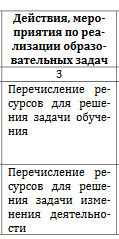 Действия, меро-
приятия по реа-
лизации образо-
вательных задач
3
Перечисление ре-
сурсов для реше-
ния задачи обуче-
ния
Перечисление ре-
сурсов для реше-
ния задачи изме-
нения деятельно-
сти